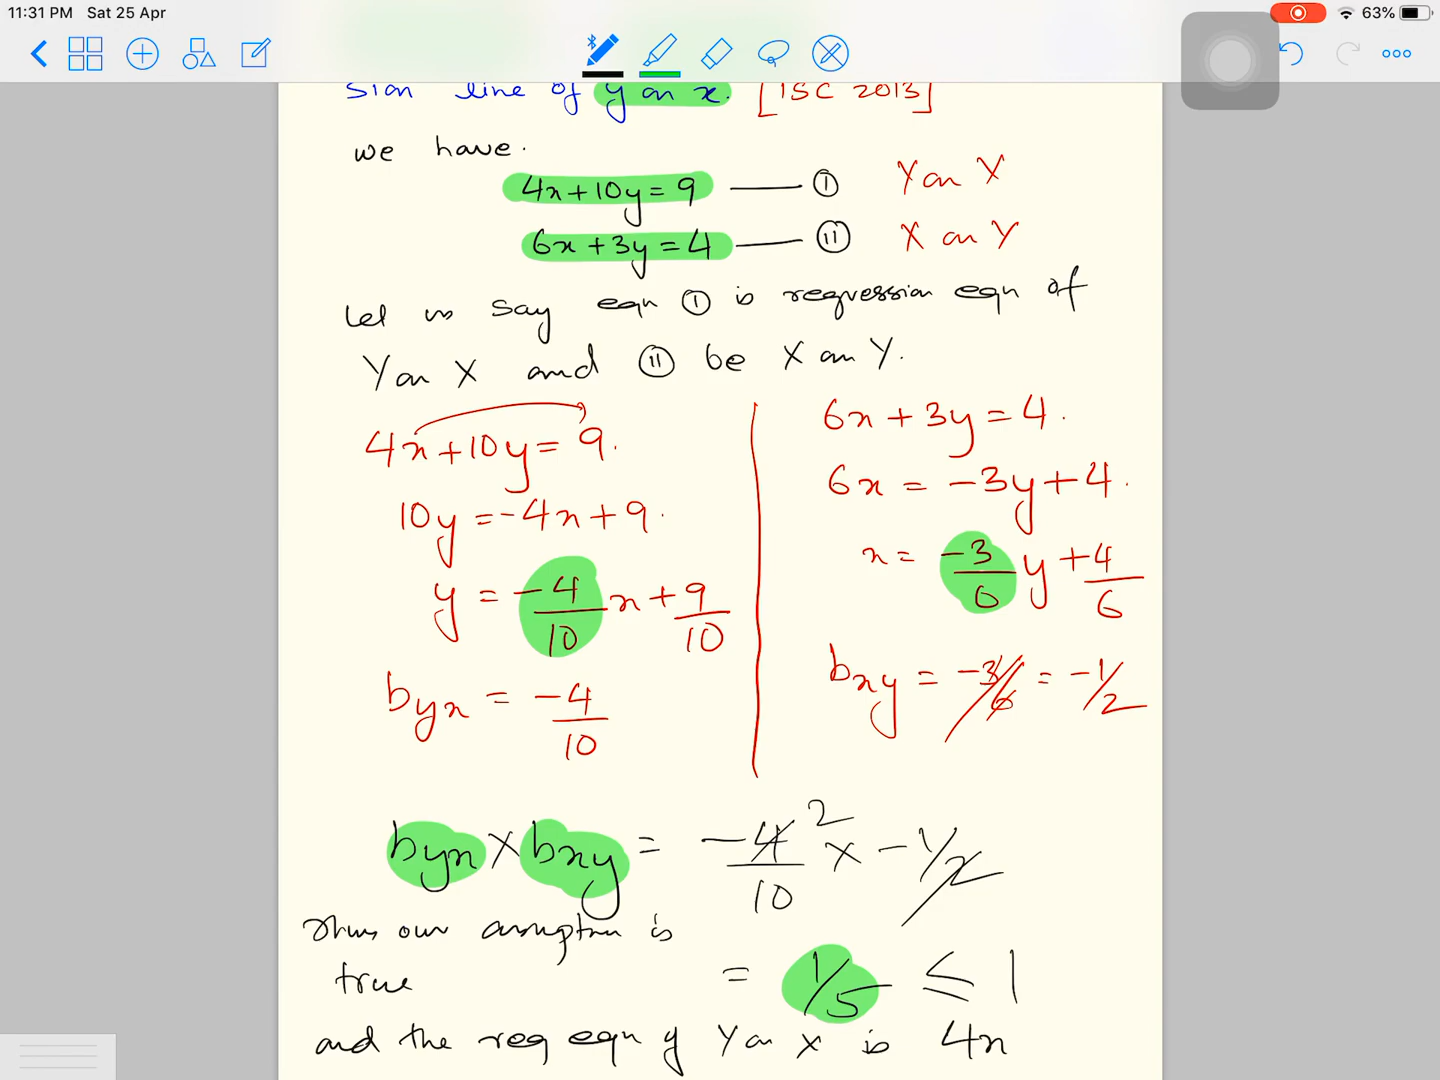 11:31 PM Sat 25 Apr 63%
sion line of y on x. [ISC 2013]
we have.
4x+10y=9 —— (I) Y on X
6x+3y=4 —— (II) X on Y
Let us say eqn (I) is regression eqn of
Y on X and (II) be X on Y.
4x+10y=9.
10y=-4x+9.
y = -4/10 x + 9/10
byx = -4/10
6x+3y=4.
6x = -3y+4.
x = -3/6 y + 4/6
bxy = -3/6 = -1/2
byx × bxy = -4/10 2 × -1/2
Thus our assumption is
true = 1/5 ≤ 1
and the reg eqn of Y on X is 4x